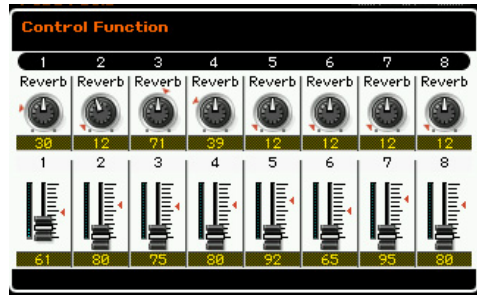 Control Function
1 2 3 4 5 6 7 8
Reverb Reverb Reverb Reverb Reverb Reverb Reverb Reverb
30 12 71 39 12 12 12 12
1 2 3 4 5 6 7 8
61 80 75 80 92 65 95 80